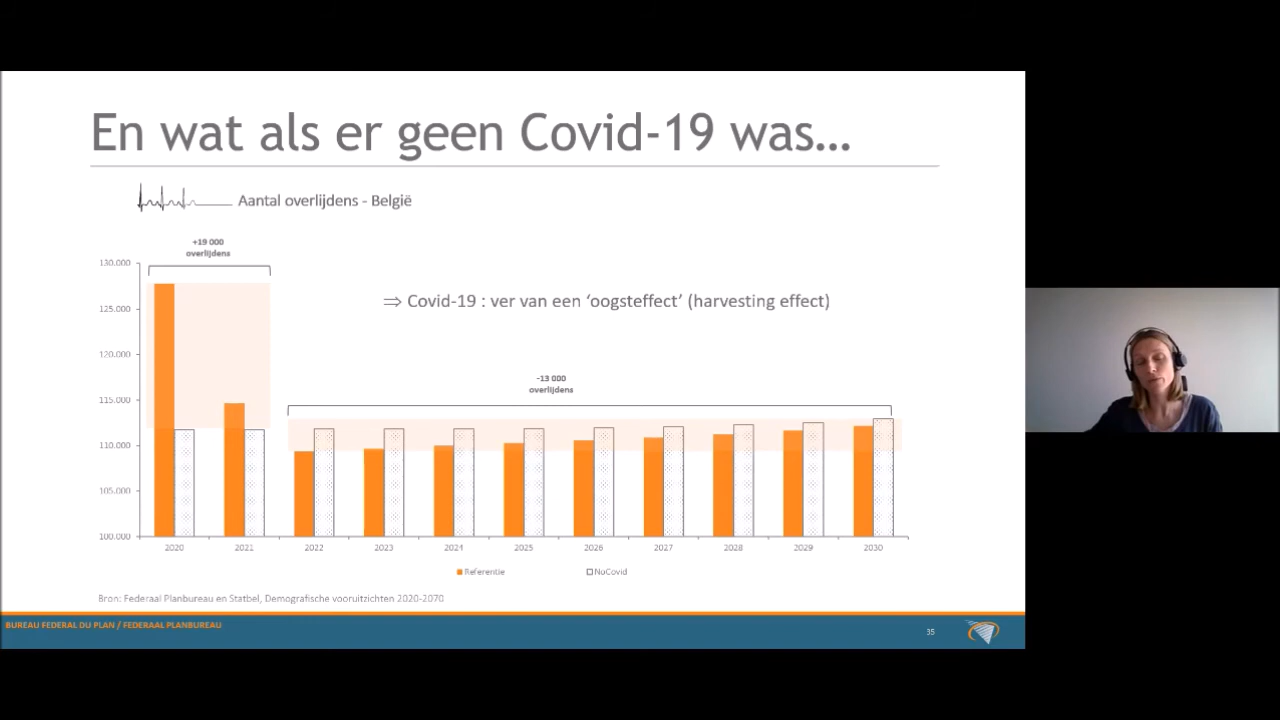 En wat als er geen Covid-19 was...
Aantal overlijdens - België
+19 000
overlijdens
130.000
125.000
120.000
115.000
110.000
105.000
100.000
⇒ Covid-19 : ver van een ‘oogsteffect’ (harvesting effect)
-13 000
overlijdens
2020 2021 2022 2023 2024 2025 2026 2027 2028 2029 2030
Referentie NoCovid
Bron: Federaal Planbureau en Statbel, Demografische vooruitzichten 2020-2070
BUREAU FEDERAL DU PLAN / FEDERAAL PLANBUREAU
35